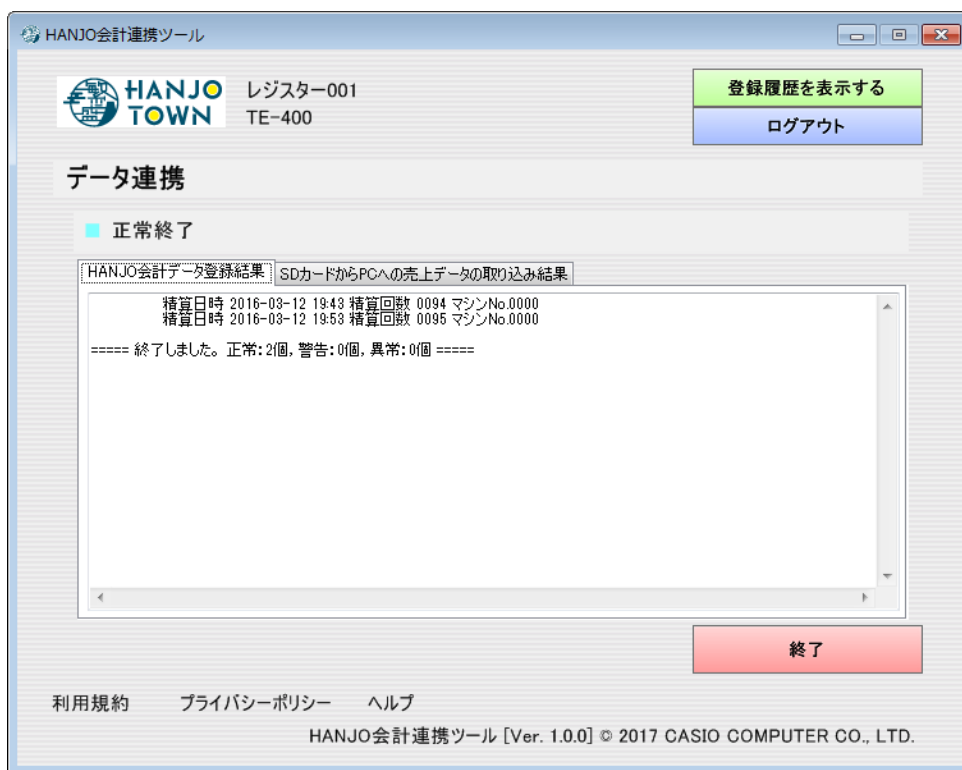 HANJO会計連携ツール
HANJO TOWN
レジスター001
TE-400
登録履歴を表示する
ログアウト
データ連携
正常終了
HANJO会計データ登録結果 SDカードからPCへの売上データの取り込み結果
積算日時 2016-03-12 19:43 積算回数 0094 マシンNo.0000
積算日時 2016-03-12 19:53 積算回数 0095 マシンNo.0000
===== 終了しました。正常:2個, 警告:0個, 異常:0個 =====
終了
利用規約 プライバシーポリシー ヘルプ
HANJO会計連携ツール [Ver. 1.0.0] © 2017 CASIO COMPUTER CO., LTD.